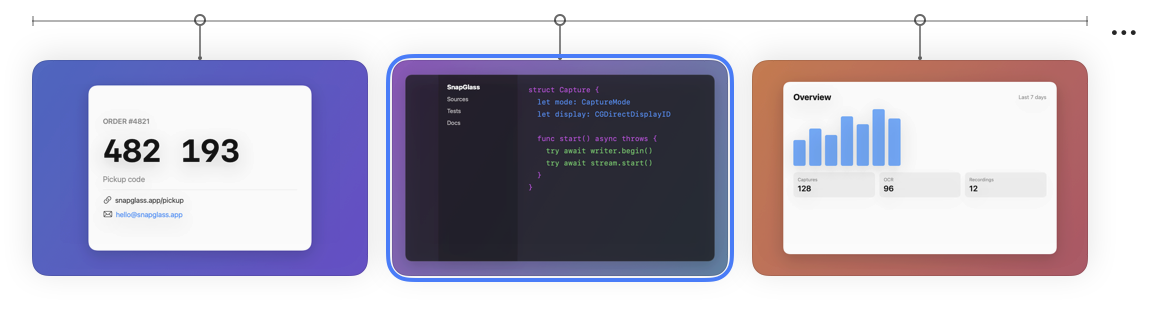 ORDER #4821
482 193
Pickup code
snapglass.app/pickup
hello@snapglass.app
SnapGlass
Sources
Tests
Docs
struct Capture {
  let mode: CaptureMode
  let display: CGDirectDisplayID
  func start() async throws {
    try await writer.begin()
    try await stream.start()
  }
}
Overview
Last 7 days
Captures
128
OCR
96
Recordings
12